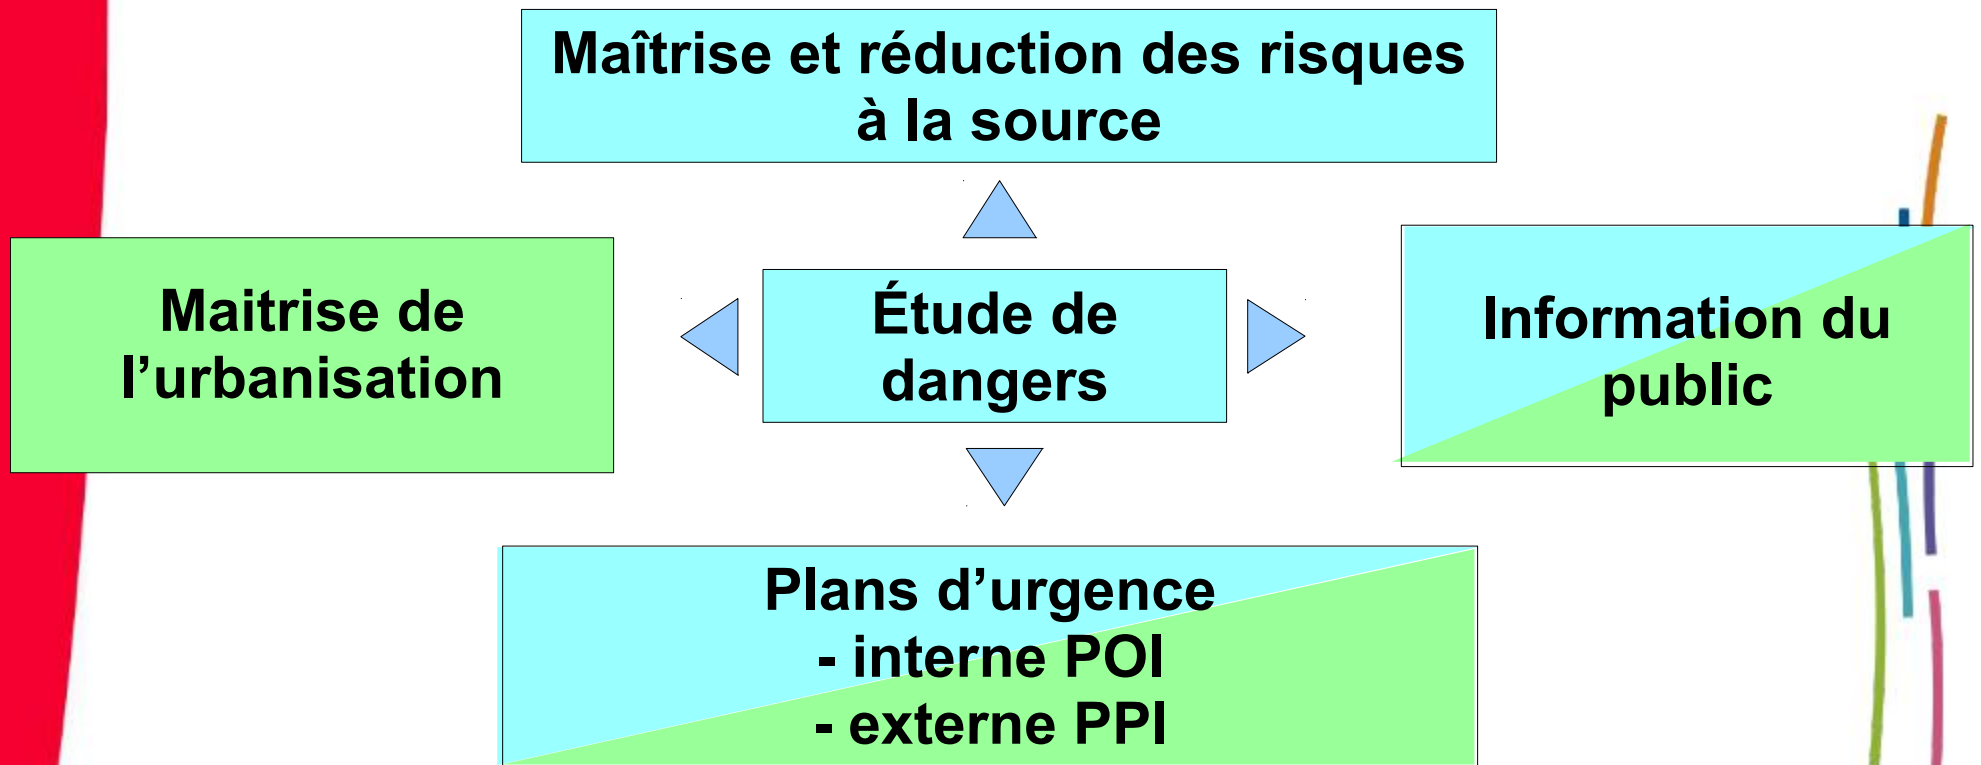 Maîtrise et réduction des risques
à la source
Maitrise de
l’urbanisation
Étude de
dangers
Information du
public
Plans d’urgence
- interne POI
- externe PPI